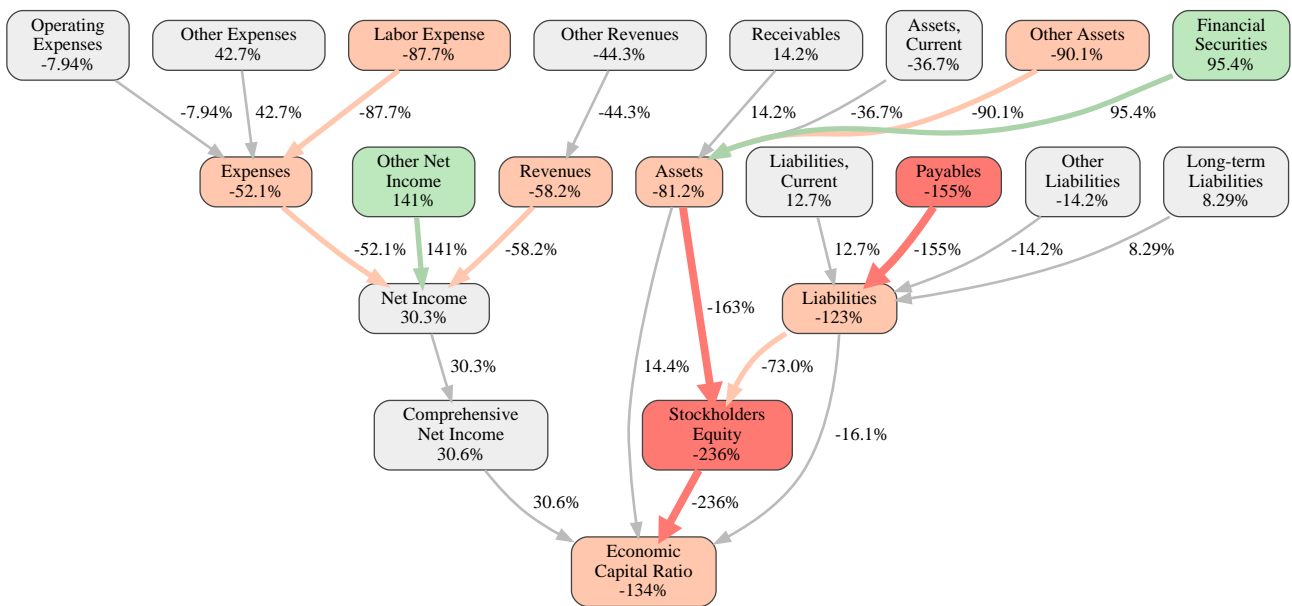 Operating
Expenses
-7.94%
Other Expenses
42.7%
Labor Expense
-87.7%
Other Revenues
-44.3%
Receivables
14.2%
Assets,
Current
-36.7%
Other Assets
-90.1%
Financial
Securities
95.4%
-7.94%
42.7%
-87.7%
-44.3%
14.2%
-36.7%
-90.1%
95.4%
Expenses
-52.1%
Other Net
Income
141%
Revenues
-58.2%
Assets
-81.2%
Liabilities,
Current
12.7%
Payables
-155%
Other
Liabilities
-14.2%
Long-term
Liabilities
8.29%
-52.1%
141%
-58.2%
12.7%
-155%
-14.2%
8.29%
Net Income
30.3%
-163%
Liabilities
-123%
30.3%
14.4%
-73.0%
Comprehensive
Net Income
30.6%
Stockholders
Equity
-236%
-16.1%
30.6%
-236%
Economic
Capital Ratio
-134%